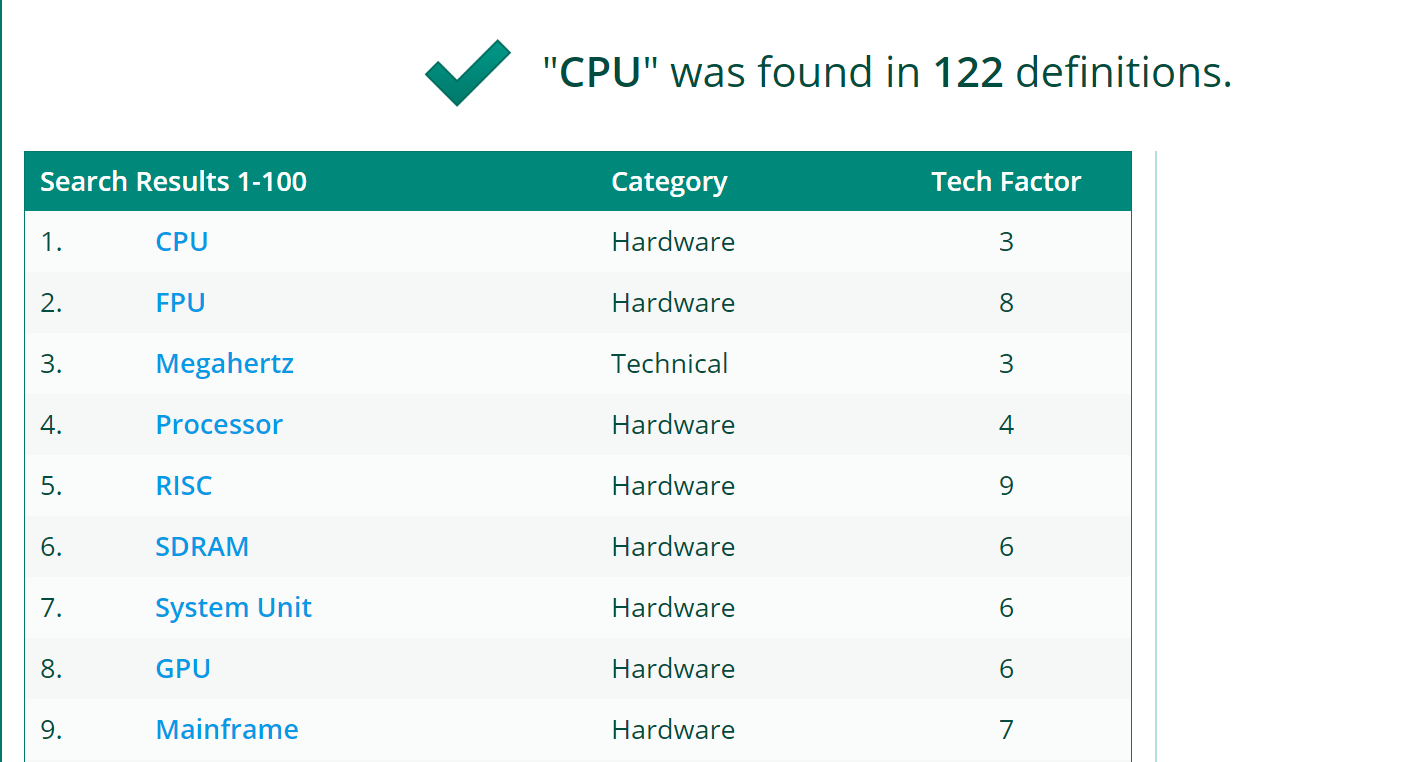 "CPU" was found in 122 definitions.
Search Results 1-100 Category Tech Factor
1. CPU Hardware 3
2. FPU Hardware 8
3. Megahertz Technical 3
4. Processor Hardware 4
5. RISC Hardware 9
6. SDRAM Hardware 6
7. System Unit Hardware 6
8. GPU Hardware 6
9. Mainframe Hardware 7